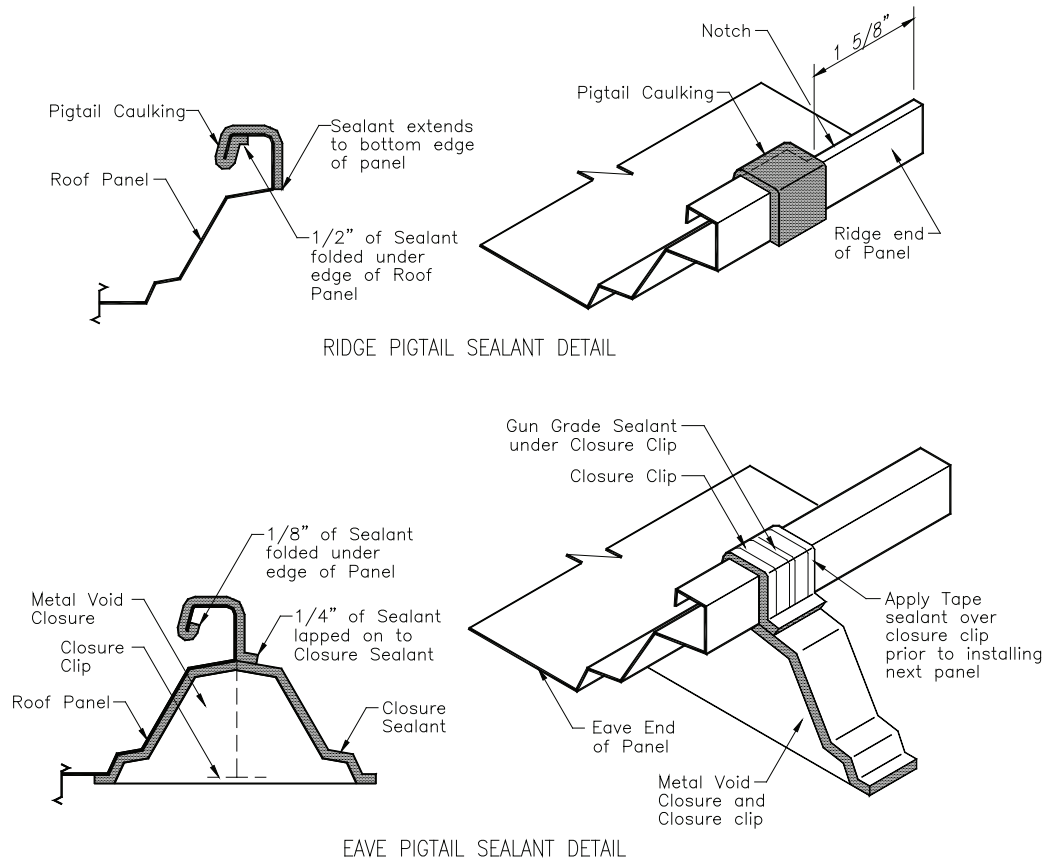 Notch
1 5/8"
Pigtail Caulking
Pigtail Caulking
Sealant extends
to bottom edge
of panel
Roof Panel
1/2" of Sealant
folded under
edge of Roof
Panel
Ridge end
of Panel
RIDGE PIGTAIL SEALANT DETAIL
Gun Grade Sealant
under Closure Clip
Closure Clip
1/8" of Sealant
folded under
edge of Panel
Metal Void
Closure
1/4" of Sealant
lapped on to
Closure Sealant
Closure
Clip
Roof Panel
Closure
Sealant
Apply Tape
sealant over
closure clip
prior to installing
next panel
Eave End
of Panel
Metal Void
Closure and
Closure clip
EAVE PIGTAIL SEALANT DETAIL